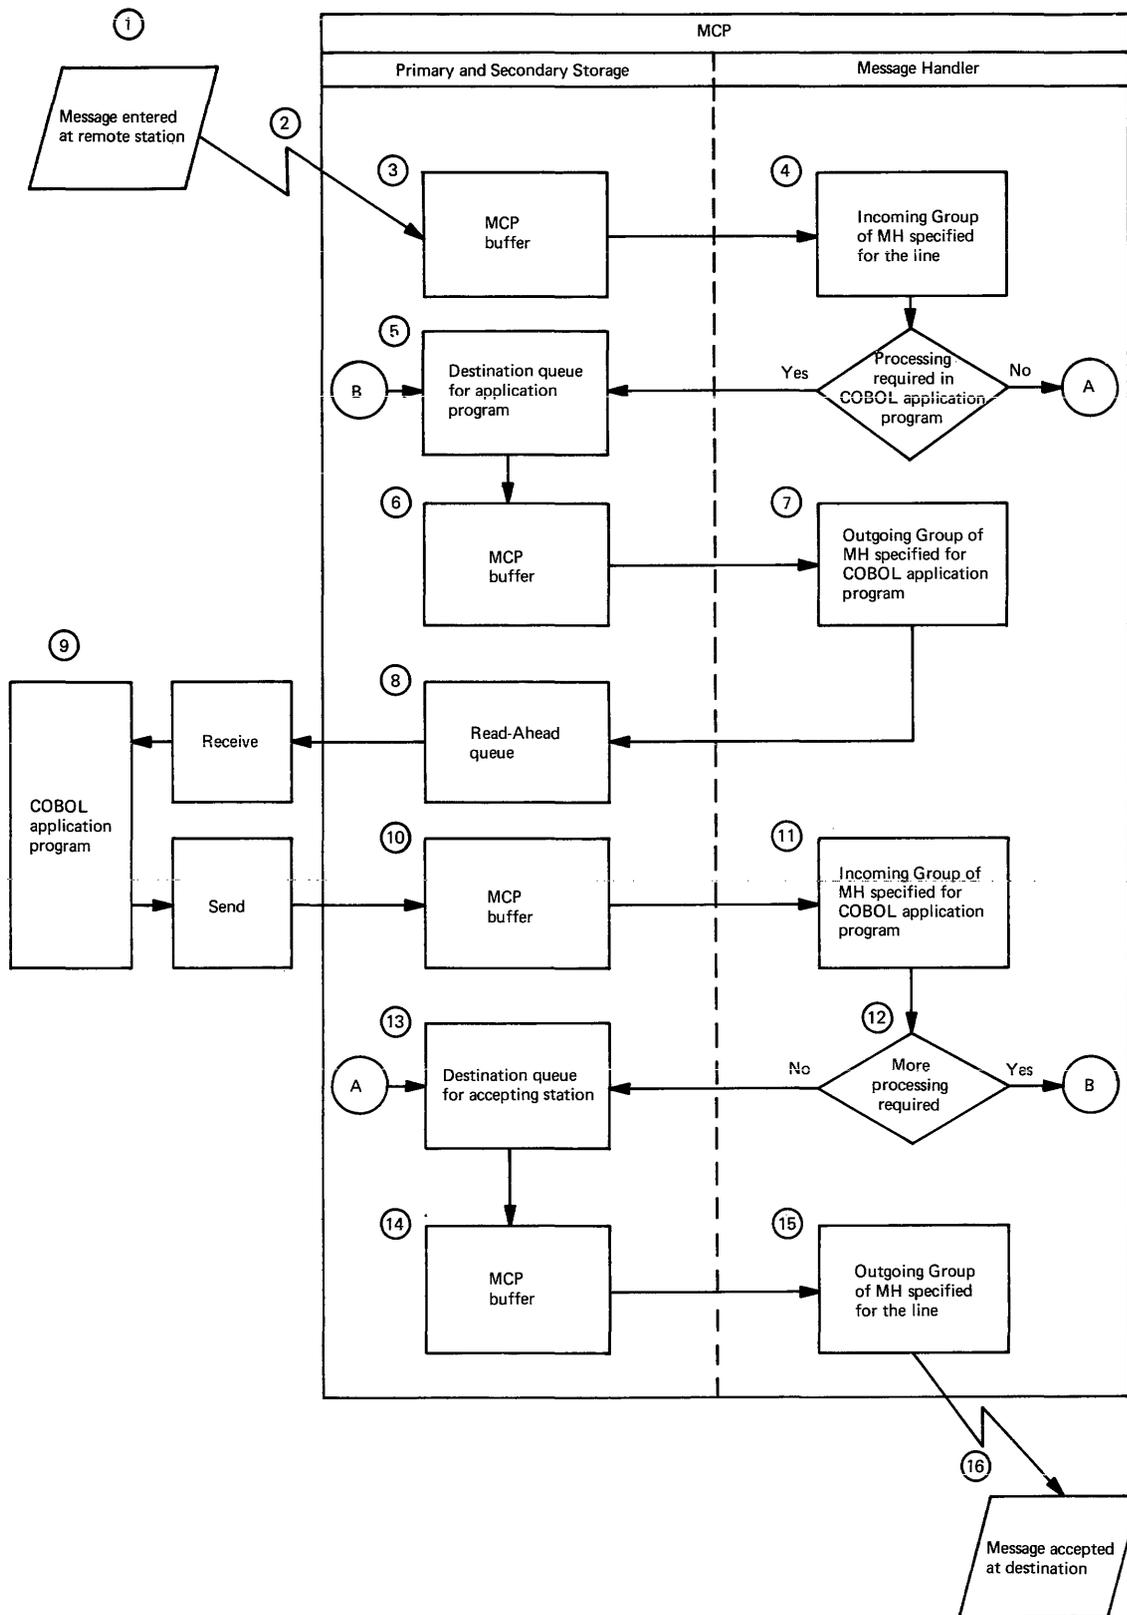 1
MCP
Primary and Secondary Storage
Message Handler
Message entered
at remote station
2
3
MCP
buffer
4
Incoming Group
of MH specified
for the line
5
B
Destination queue
for application
program
Yes
Processing
required in
COBOL application
program
No
A
6
MCP
buffer
7
Outgoing Group of
MH specified for
COBOL application
program
9
COBOL
application
program
Receive
8
Read-Ahead
queue
Send
10
MCP
buffer
11
Incoming Group of
MH specified for
COBOL application
program
12
13
A
Destination queue
for accepting station
No
More
processing
required
Yes
B
14
MCP
buffer
15
Outgoing Group
of MH specified
for the line
16
Message accepted
at destination